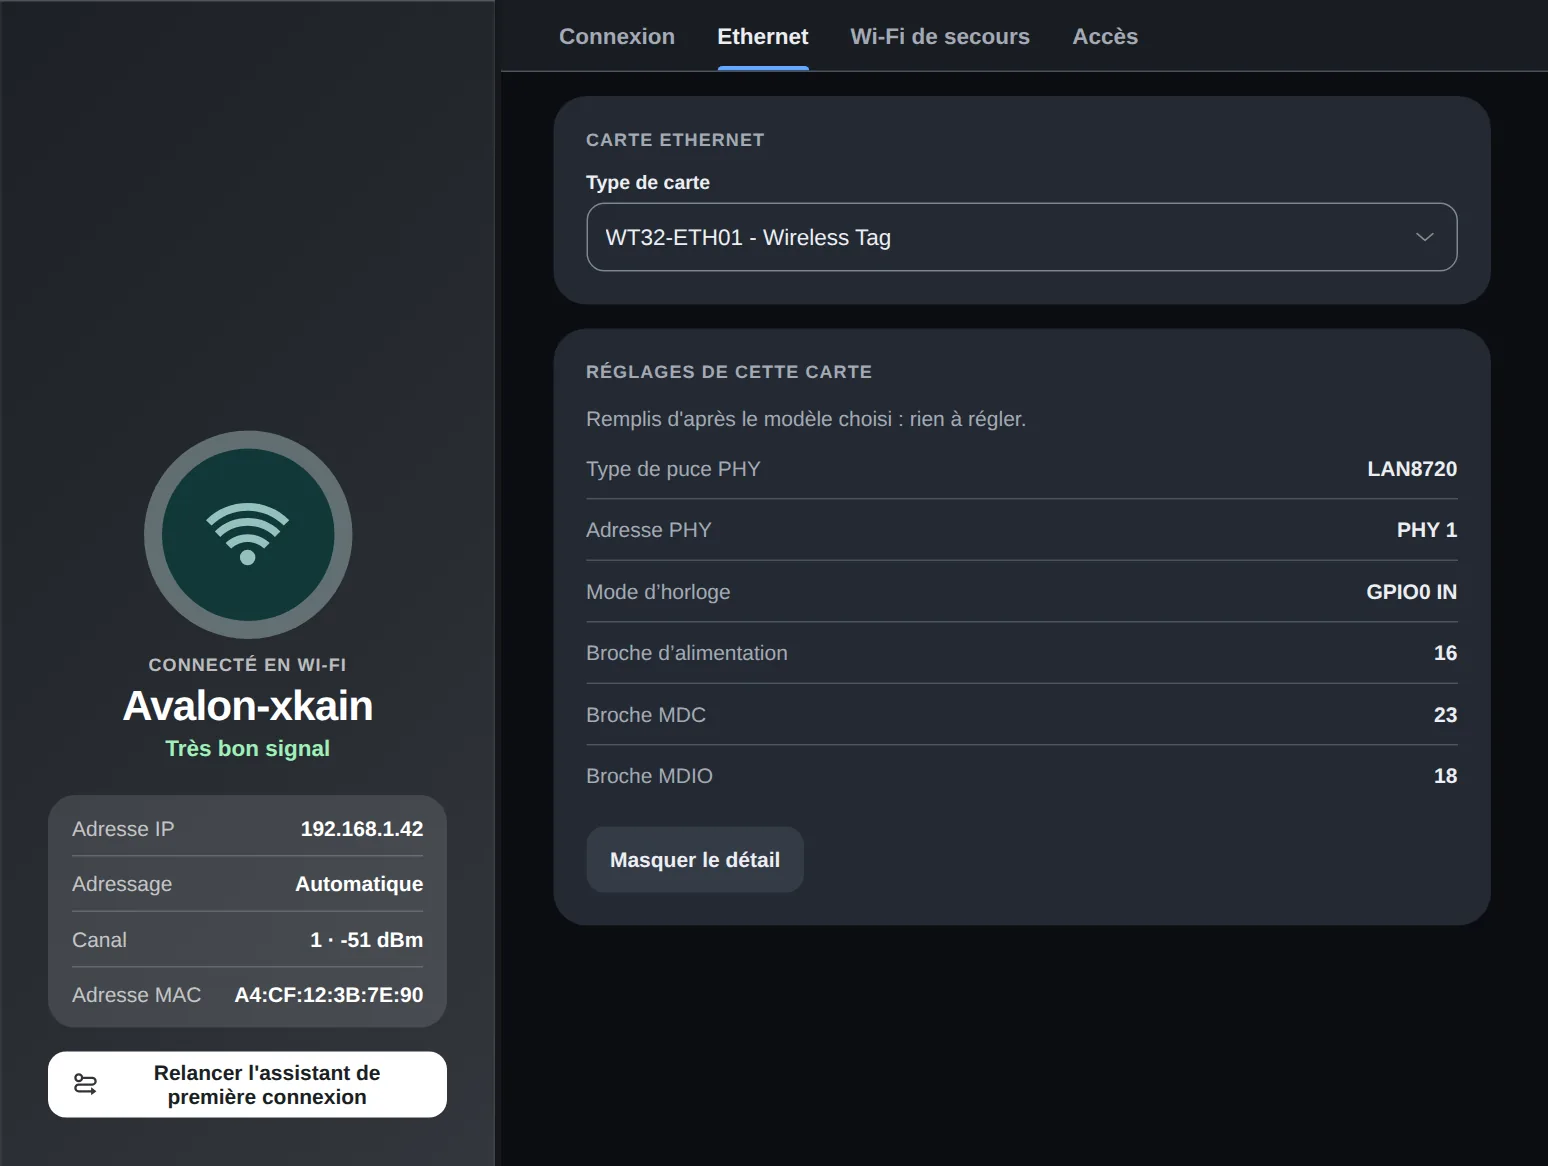 Connexion
Ethernet
Wi-Fi de secours
Accès
CARTE ETHERNET
Type de carte
WT32-ETH01 - Wireless Tag
RÉGLAGES DE CETTE CARTE
Remplis d'après le modèle choisi : rien à régler.
Type de puce PHY LAN8720
Adresse PHY PHY 1
Mode d’horloge GPIO0 IN
Broche d’alimentation 16
Broche MDC 23
Broche MDIO 18
Masquer le détail
CONNECTÉ EN WI-FI
Avalon-xkain
Très bon signal
Adresse IP 192.168.1.42
Adressage Automatique
Canal 1 · -51 dBm
Adresse MAC A4:CF:12:3B:7E:90
Relancer l'assistant de
première connexion